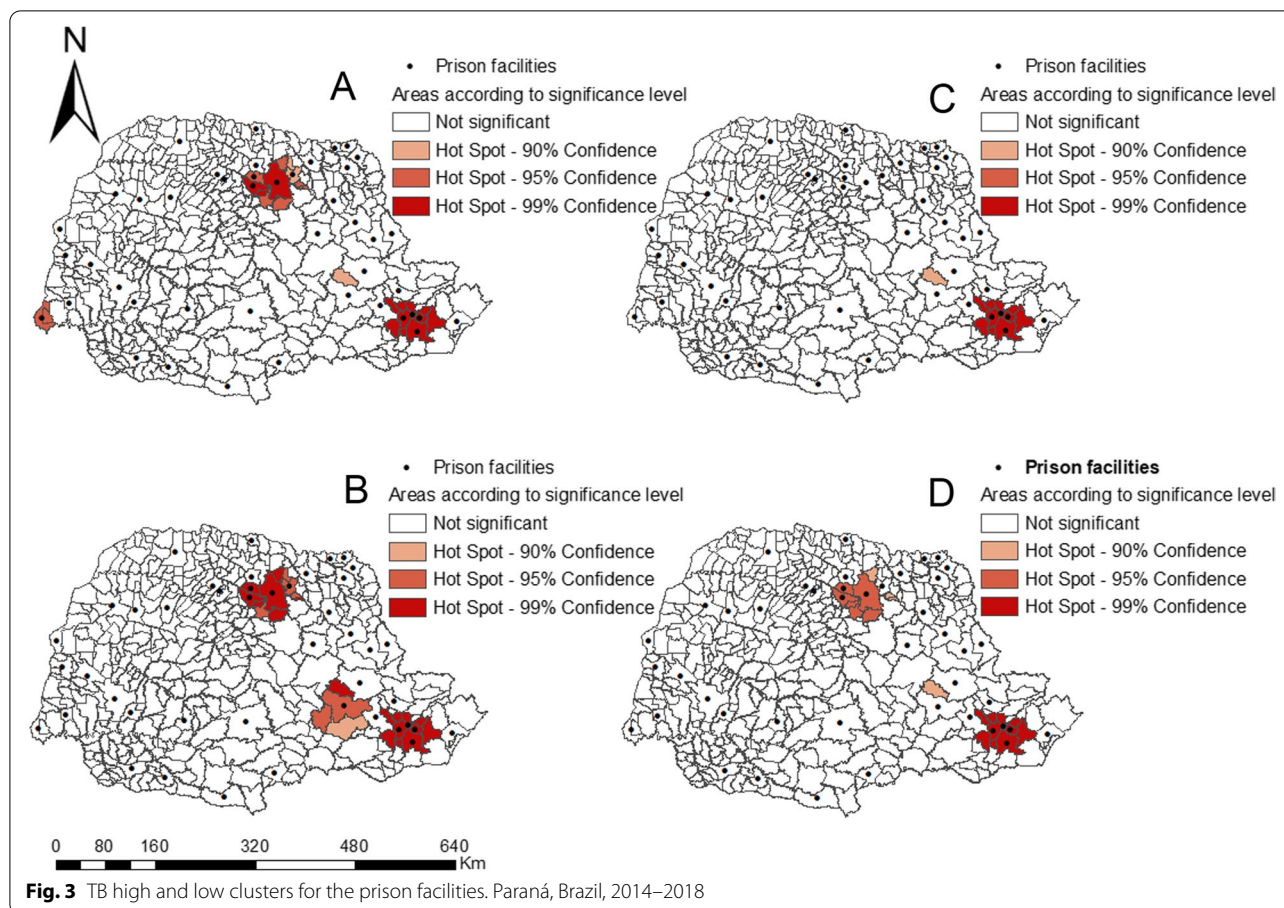 N
A
• Prison facilities
Areas according to significance level
Not significant
Hot Spot - 90% Confidence
Hot Spot - 95% Confidence
Hot Spot - 99% Confidence
C
• Prison facilities
Areas according to significance level
Not significant
Hot Spot - 90% Confidence
Hot Spot - 95% Confidence
Hot Spot - 99% Confidence
B
• Prison facilities
Areas according to significance level
Not significant
Hot Spot - 90% Confidence
Hot Spot - 95% Confidence
Hot Spot - 99% Confidence
D
• Prison facilities
Areas according to significance level
Not significant
Hot Spot - 90% Confidence
Hot Spot - 95% Confidence
Hot Spot - 99% Confidence
0 80 160 320 480 640
Km
Fig. 3 TB high and low clusters for the prison facilities. Paraná, Brazil, 2014–2018